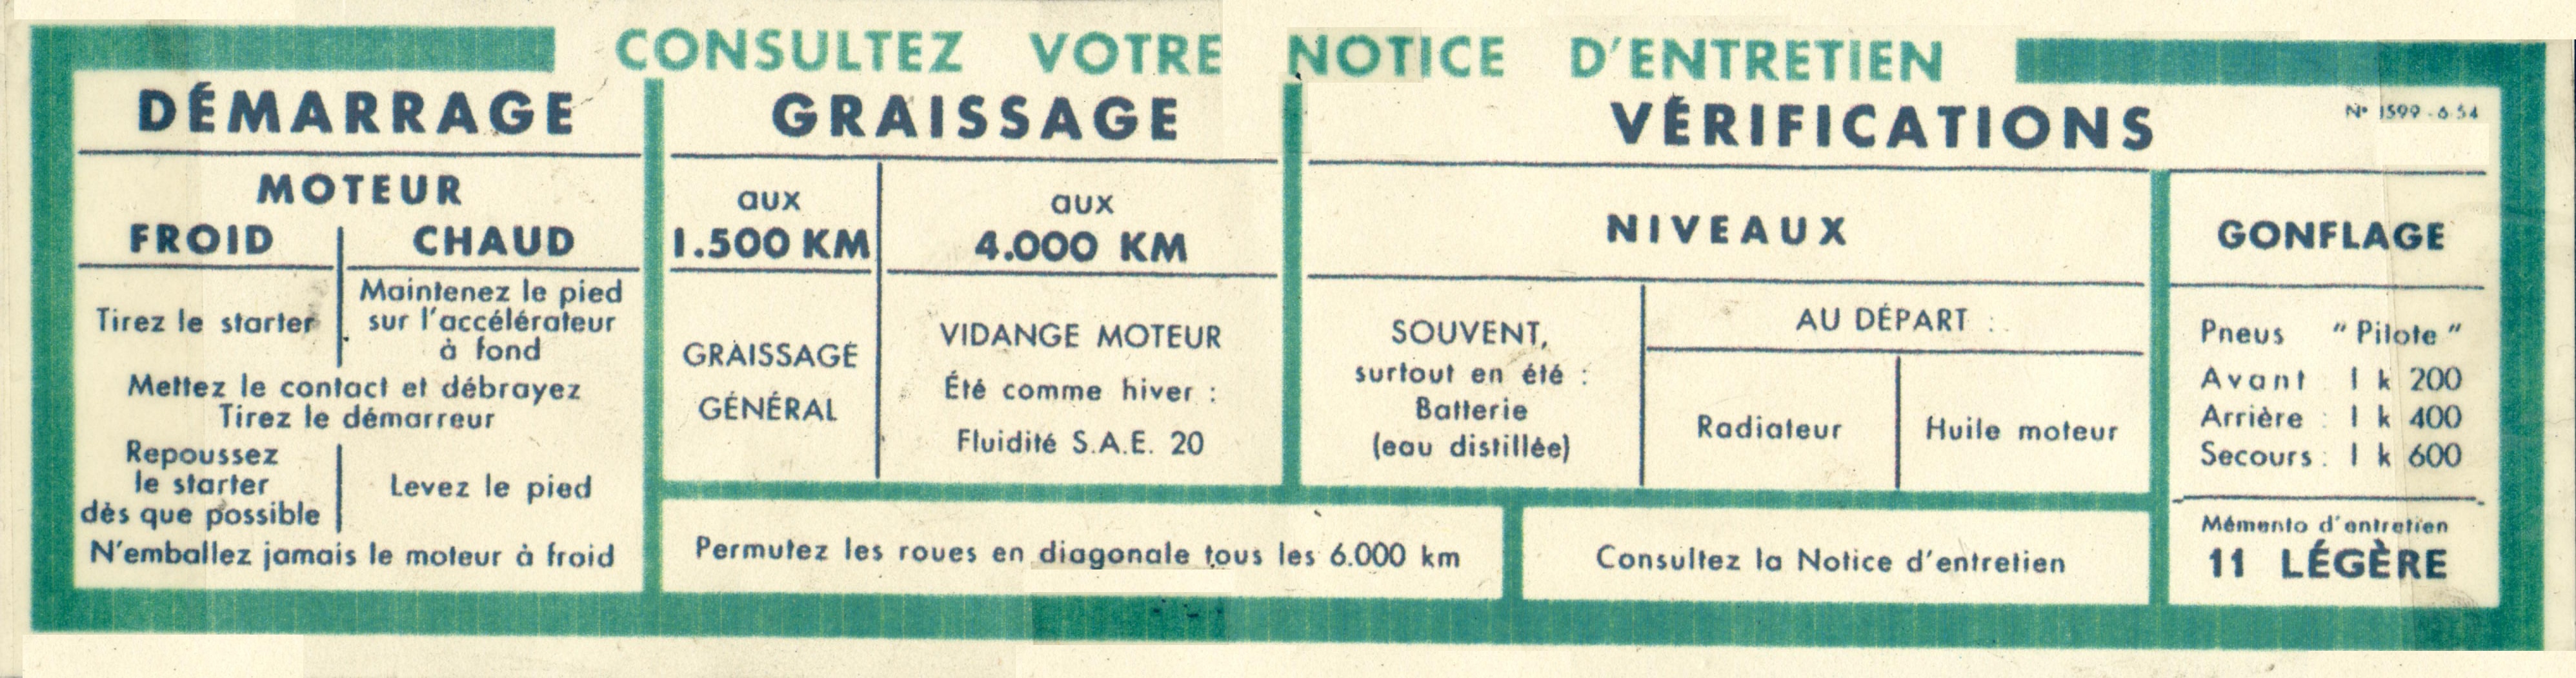 CONSULTEZ VOTRE NOTICE D'ENTRETIEN
DÉMARRAGE
MOTEUR
FROID
CHAUD
Tirez le starter
Maintenez le pied
sur l'accélérateur
à fond
Mettez le contact et débrayez
Tirez le démarreur
Repoussez
le starter
dès que possible
Levez le pied
N'emballez jamais le moteur à froid
GRAISSAGE
aux
1.500 KM
GRAISSAGE
GÉNÉRAL
aux
4.000 KM
VIDANGE MOTEUR
Été comme hiver :
Fluidité S.A.E. 20
Permutez les roues en diagonale tous les 6.000 km
VÉRIFICATIONS
N° 1599 - 6 54
NIVEAUX
SOUVENT,
surtout en été :
Batterie
(eau distillée)
AU DÉPART :
Radiateur
Huile moteur
Consultez la Notice d'entretien
GONFLAGE
Pneus "Pilote"
Avant : 1 k 200
Arrière : 1 k 400
Secours : 1 k 600
Mémento d'entretien
11 LÉGÈRE